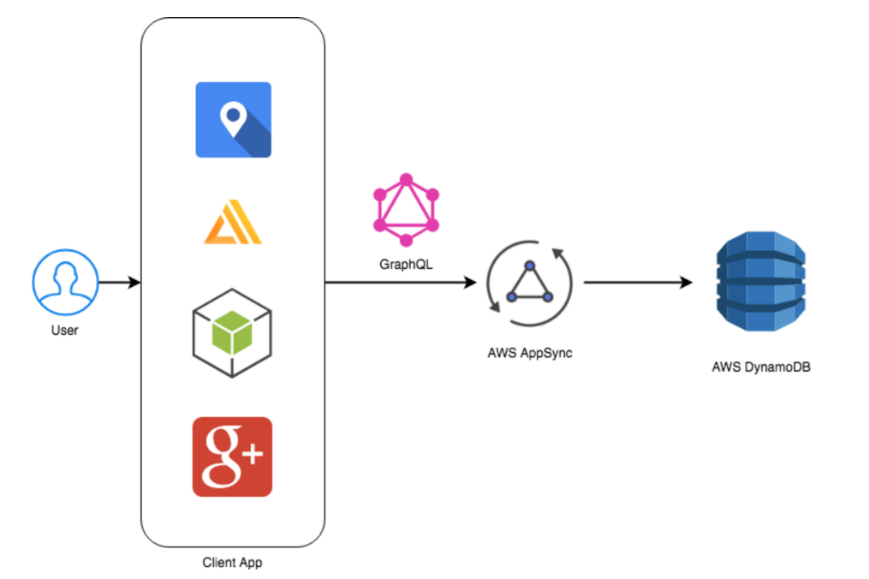 g+
GraphQL
User
AWS AppSync
AWS DynamoDB
Client App